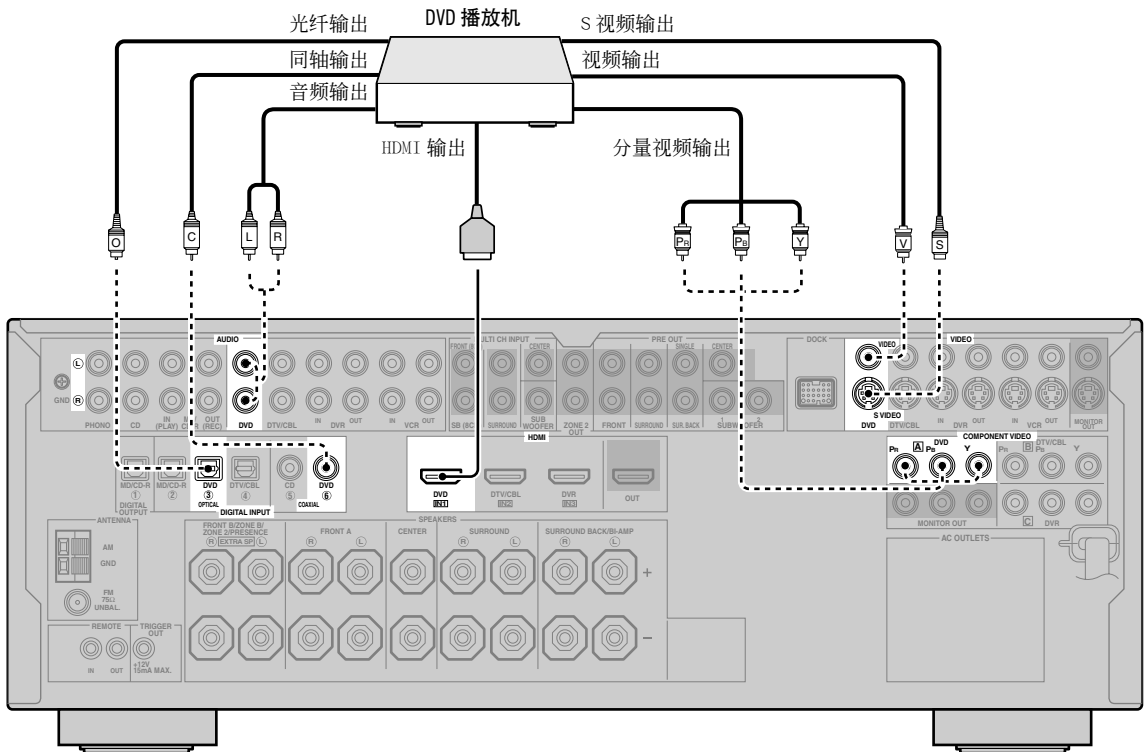 DVD 播放机
光纤输出
S 视频输出
同轴输出
视频输出
音频输出
HDMI 输出
分量视频输出
O
C
L
R
PR
PB
Y
V
S
AUDIO
MULTI CH INPUT
PRE OUT
DOCK
VIDEO
VIDEO
CENTER
SINGLE
CENTER
L
GND
R
S VIDEO
PHONO
CD
IN (PLAY)
OUT (REC)
DVD
DTV/CBL
IN
DVR
OUT
IN
VCR
OUT
SURROUND
SUB WOOFER
ZONE 2 OUT
FRONT
SURROUND
SUR. BACK
1
SUBWOOFER
2
DVD
DTV/CBL
IN
DVR
OUT
IN
VCR
OUT
MONITOR OUT
HDMI
COMPONENT VIDEO
PR
A
PB
DVD
Y
PR
B
PB
DTV/CBL
Y
MD/CD-R
①
MD/CD-R
②
DVD
③
DTV/CBL
④
CD
⑤
DVD
⑥
DIGITAL OUTPUT
OPTICAL
DIGITAL INPUT
COAXIAL
DVD
IN1
DTV/CBL
IN2
DVR
IN3
OUT
MONITOR OUT
C
DVR
ANTENNA
AM
GND
FM
75Ω
UNBAL.
SPEAKERS
FRONT B/ZONE B/
ZONE 2/PRESENCE
R
EXTRA SP
L
FRONT A
R
L
CENTER
SURROUND
R
L
SURROUND BACK/BI-AMP
R
L
+
–
AC OUTLETS
REMOTE
IN
OUT
TRIGGER OUT
+12V
15mA MAX.